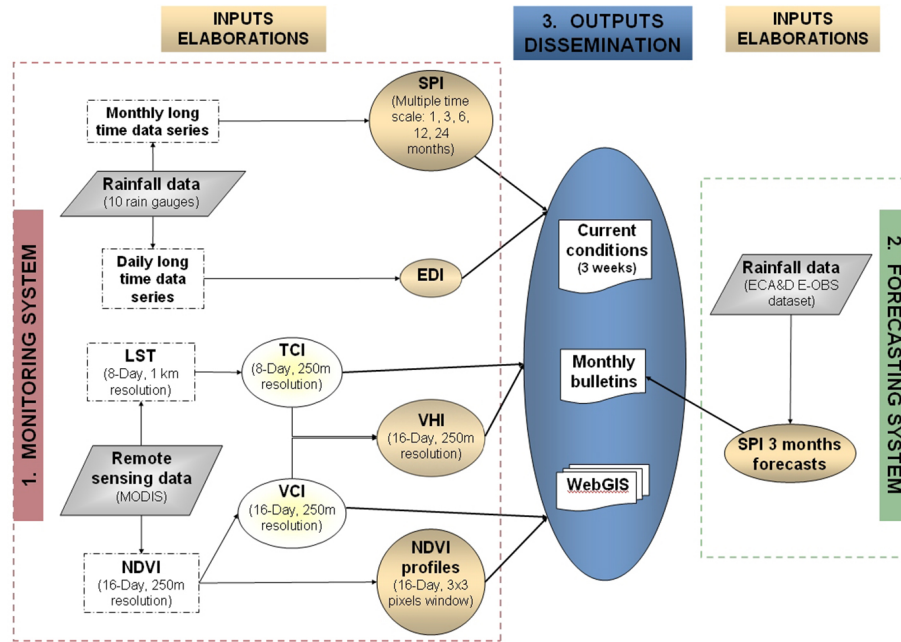 INPUTS
ELABORATIONS
3. OUTPUTS
DISSEMINATION
INPUTS
ELABORATIONS
1. MONITORING SYSTEM
Monthly long
time data series
SPI
(Multiple time
scale: 1, 3, 6,
12, 24
months)
Rainfall data
(10 rain gauges)
Daily long
time data
series
EDI
LST
(8-Day, 1 km
resolution)
TCI
(8-Day, 250m
resolution)
VHI
(16-Day, 250m
resolution)
Remote
sensing data
(MODIS)
VCI
(16-Day, 250m
resolution)
NDVI
(16-Day, 250m
resolution)
NDVI
profiles
(16-Day, 3x3
pixels window)
Current
conditions
(3 weeks)
Monthly
bulletins
WebGIS
Rainfall data
(ECA&D E-OBS
dataset)
SPI 3 months
forecasts
2. FORECASTING SYSTEM